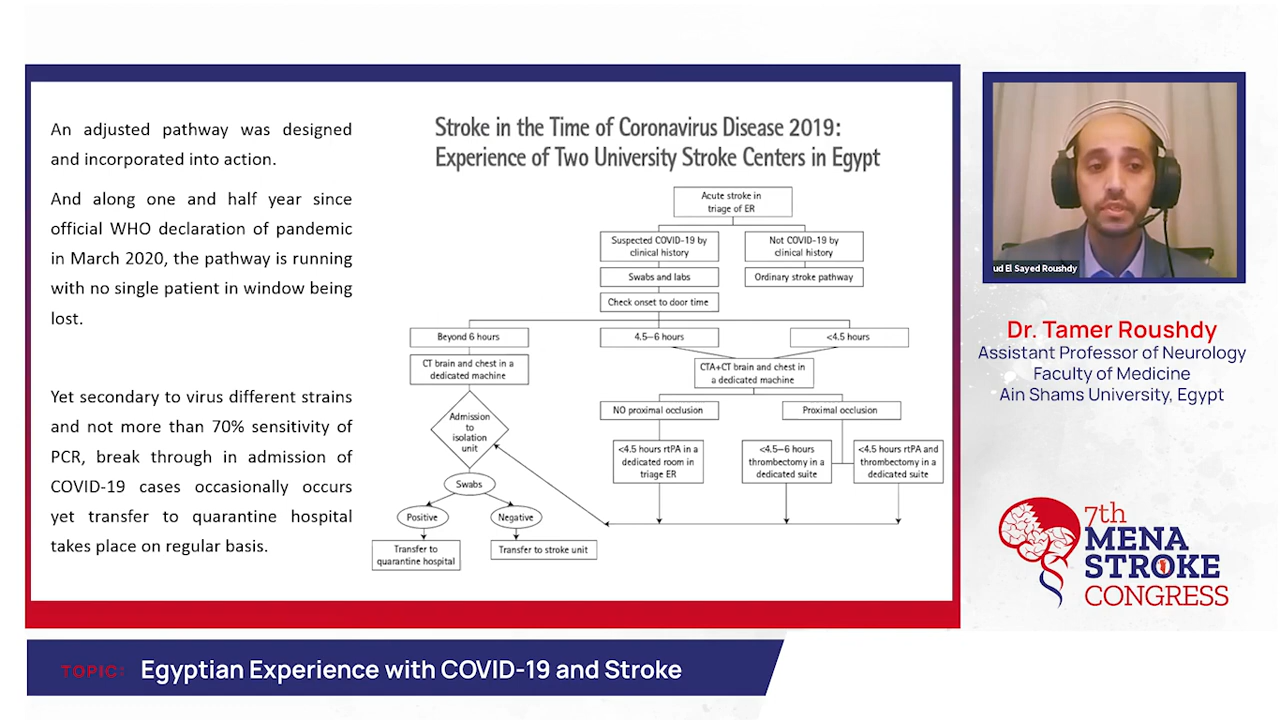 An adjusted pathway was designed
and incorporated into action.
And along one and half year since
official WHO declaration of pandemic
in March 2020, the pathway is running
with no single patient in window being
lost.
Yet secondary to virus different strains
and not more than 70% sensitivity of
PCR, break through in admission of
COVID-19 cases occasionally occurs
yet transfer to quarantine hospital
takes place on regular basis.
Stroke in the Time of Coronavirus Disease 2019:
Experience of Two University Stroke Centers in Egypt
Acute stroke in
triage of ER
Suspected COVID-19 by
clinical history
Not COVID-19 by
clinical history
Swabs and labs
Ordinary stroke pathway
Check onset to door time
Beyond 6 hours
4.5–6 hours
<4.5 hours
CT brain and chest in a
dedicated machine
CTA+CT brain and chest in
a dedicated machine
Admission
to
isolation
unit
NO proximal occlusion
Proximal occlusion
<4.5 hours rtPA in a
dedicated room in
triage ER
<4.5–6 hours
thrombectomy in a
dedicated suite
<4.5 hours rtPA and
thrombectomy in a
dedicated suite
Swabs
Positive
Negative
Transfer to
quarantine hospital
Transfer to stroke unit
ud El Sayed Roushdy
Dr. Tamer Roushdy
Assistant Professor of Neurology
Faculty of Medicine
Ain Shams University, Egypt
7th
MENA
STROKE
CONGRESS
TOPIC: Egyptian Experience with COVID-19 and Stroke